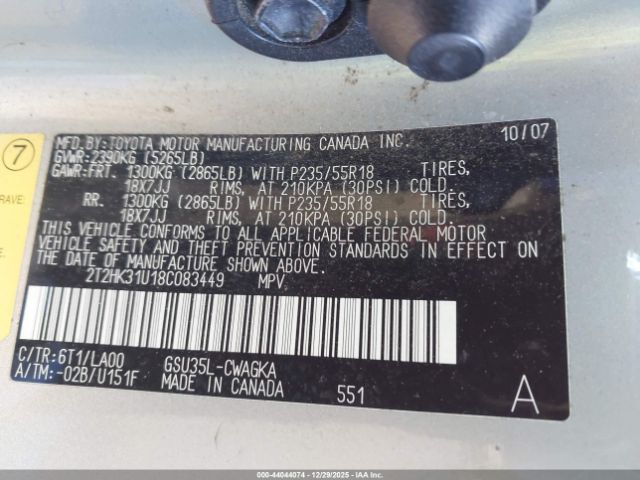 7
RAVE:
MFD.BY:TOYOTA MOTOR MANUFACTURING CANADA INC. 10/07
GVWR:2390KG (5265LB)
GAWR:FRT. 1300KG (2865LB) WITH P235/55R18 TIRES,
18X7JJ RIMS, AT 210KPA (30PSI) COLD.
RR. 1300KG (2865LB) WITH P235/55R18 TIRES,
18X7JJ RIMS, AT 210KPA (30PSI) COLD.
THIS VEHICLE CONFORMS TO ALL APPLICABLE FEDERAL MOTOR
VEHICLE SAFETY AND THEFT PREVENTION STANDARDS IN EFFECT ON
THE DATE OF MANUFACTURE SHOWN ABOVE.
2T2HK31U18C083449 MPV
C/TR:6T1/LA00 GSU35L-CWAGKA
A/TM:-02B/U151F MADE IN CANADA 551 A
000-44044074 | 12/29/2025 | IAAI